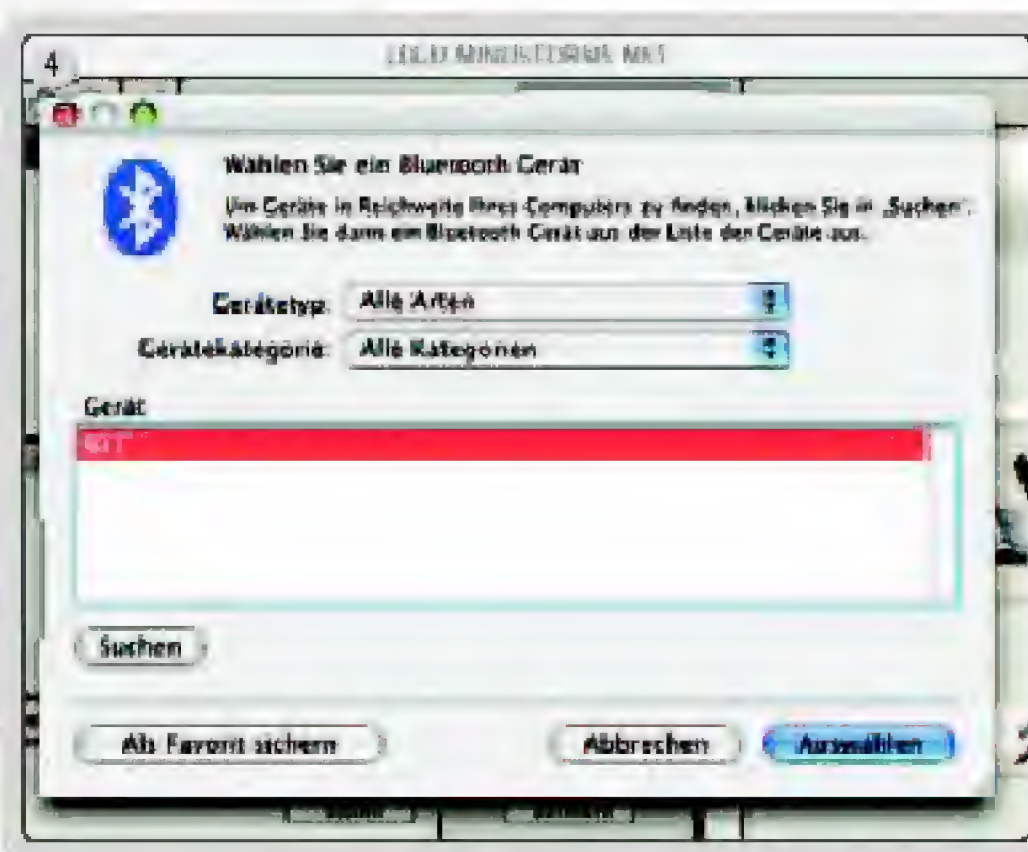 4
Wählen Sie ein Bluetooth Gerät
Um Geräte in Reichweite Ihres Computers zu finden, klicken Sie in „Suchen“.
Wählen Sie dann ein Bluetooth Gerät aus der Liste der Geräte aus.
Gerätetyp: Alle Arten
Gerätekategorie: Alle Kategorien
Gerät
Suchen
Als Favorit sichern
Abbrechen
Auswählen